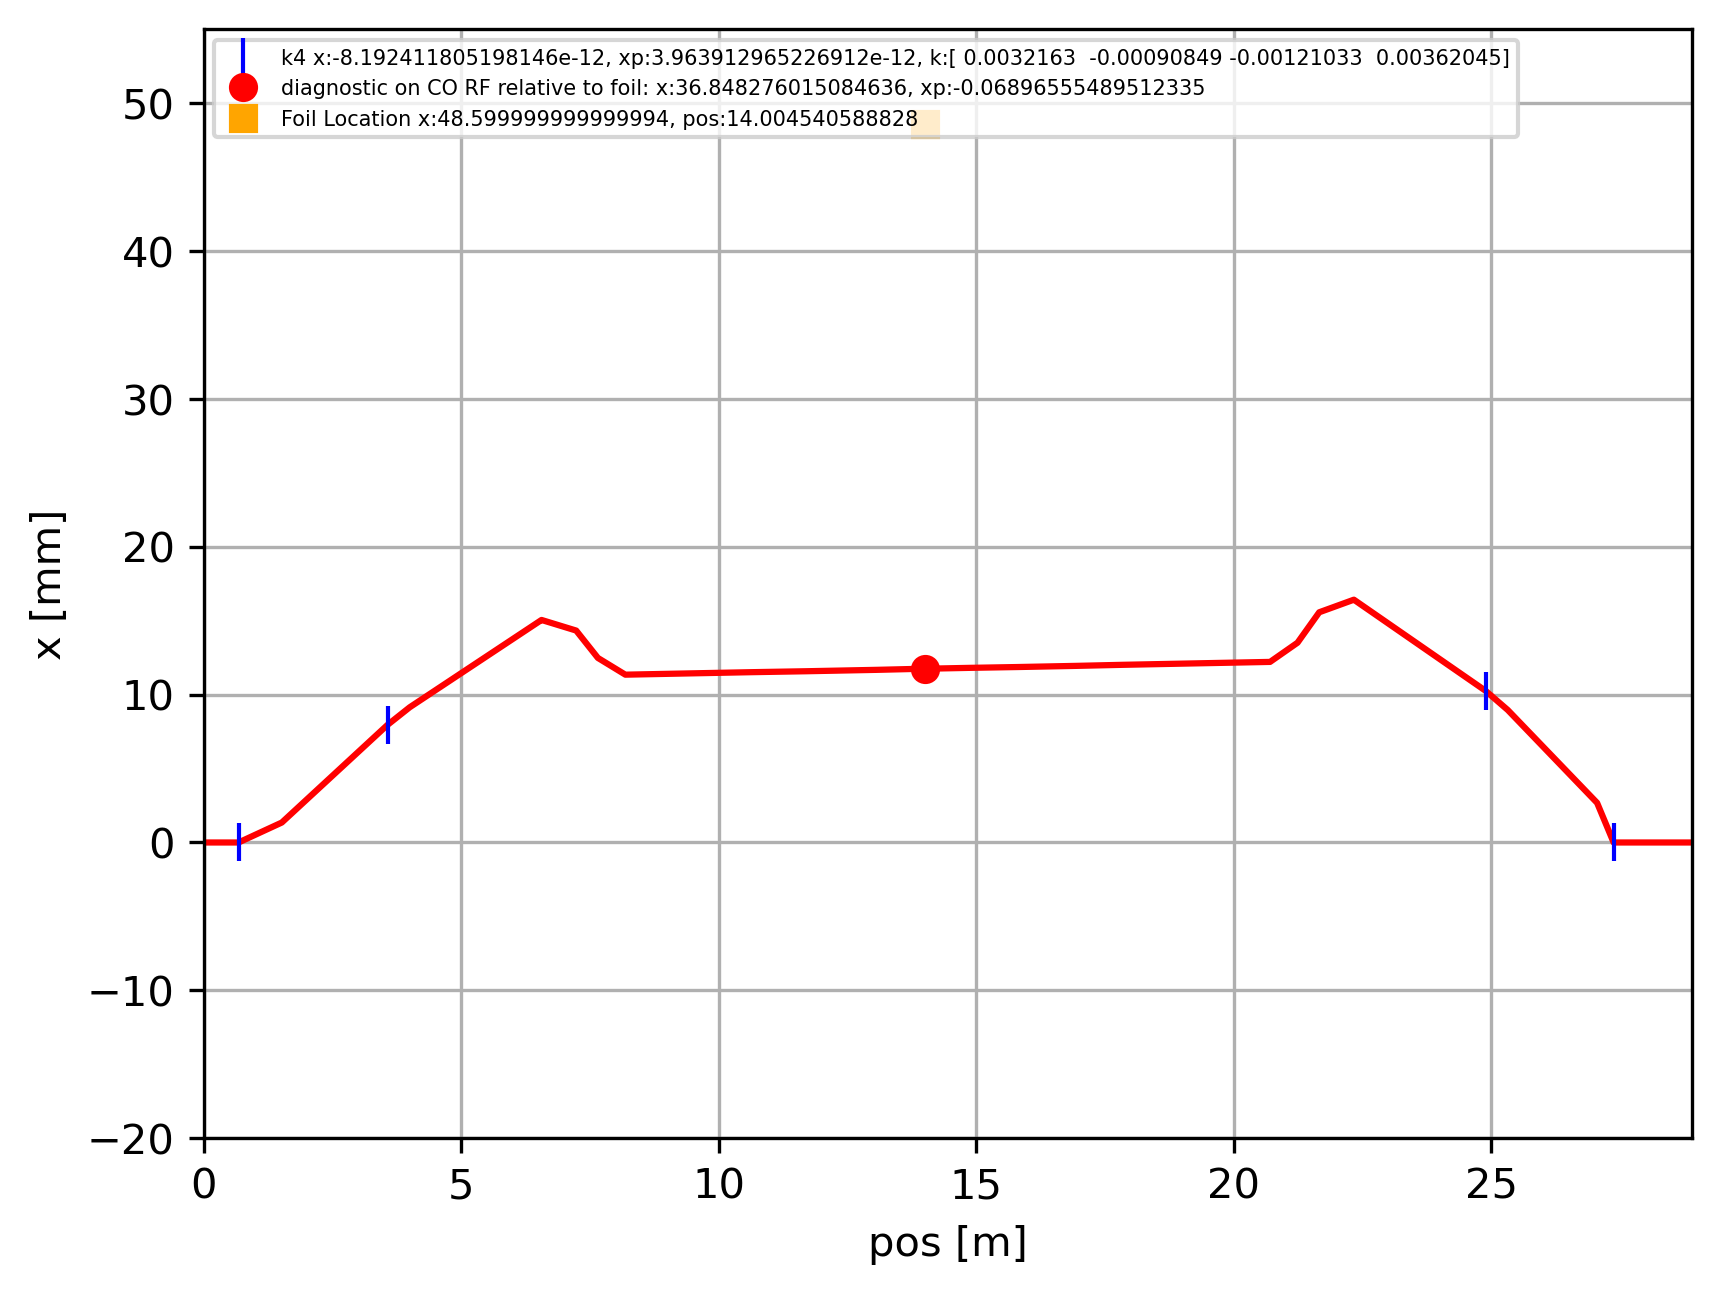 k4 x:-8.192411805198146e-12, xp:3.963912965226912e-12, k:[ 0.0032163  -0.00090849 -0.00121033  0.00362045]
diagnostic on CO RF relative to foil: x:36.848276015084636, xp:-0.06896555489512335
Foil Location x:48.599999999999994, pos:14.004540588828
50
40
30
20
10
0
−10
−20
x [mm]
0 5 10 15 20 25
pos [m]